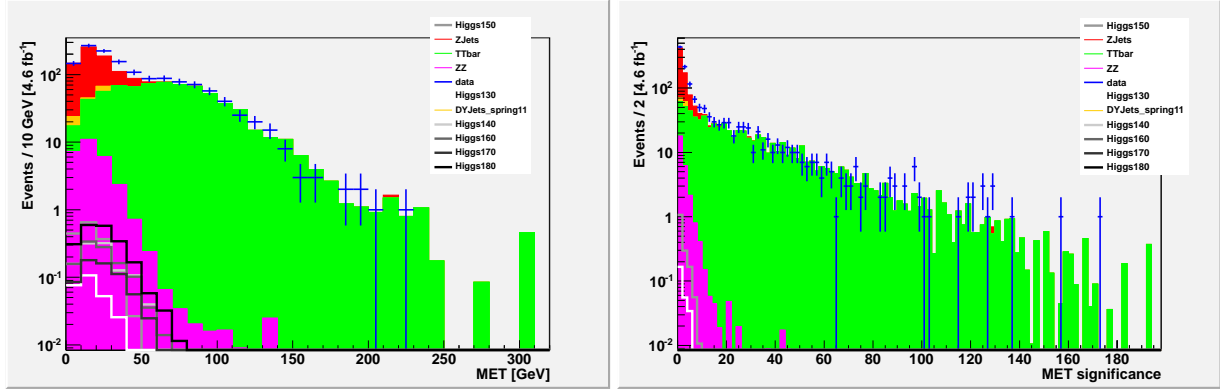 Events / 10 GeV [4.6 fb⁻¹]
10²
10
1
10⁻¹
10⁻²
0 50 100 150 200 250 300
MET [GeV]
Higgs150
ZJets
TTbar
ZZ
data
Higgs130
DYJets_spring11
Higgs140
Higgs160
Higgs170
Higgs180
Events / 2 [4.6 fb⁻¹]
10²
10
1
10⁻¹
10⁻²
0 20 40 60 80 100 120 140 160 180
MET significance
Higgs150
ZJets
TTbar
ZZ
data
Higgs130
DYJets_spring11
Higgs140
Higgs160
Higgs170
Higgs180